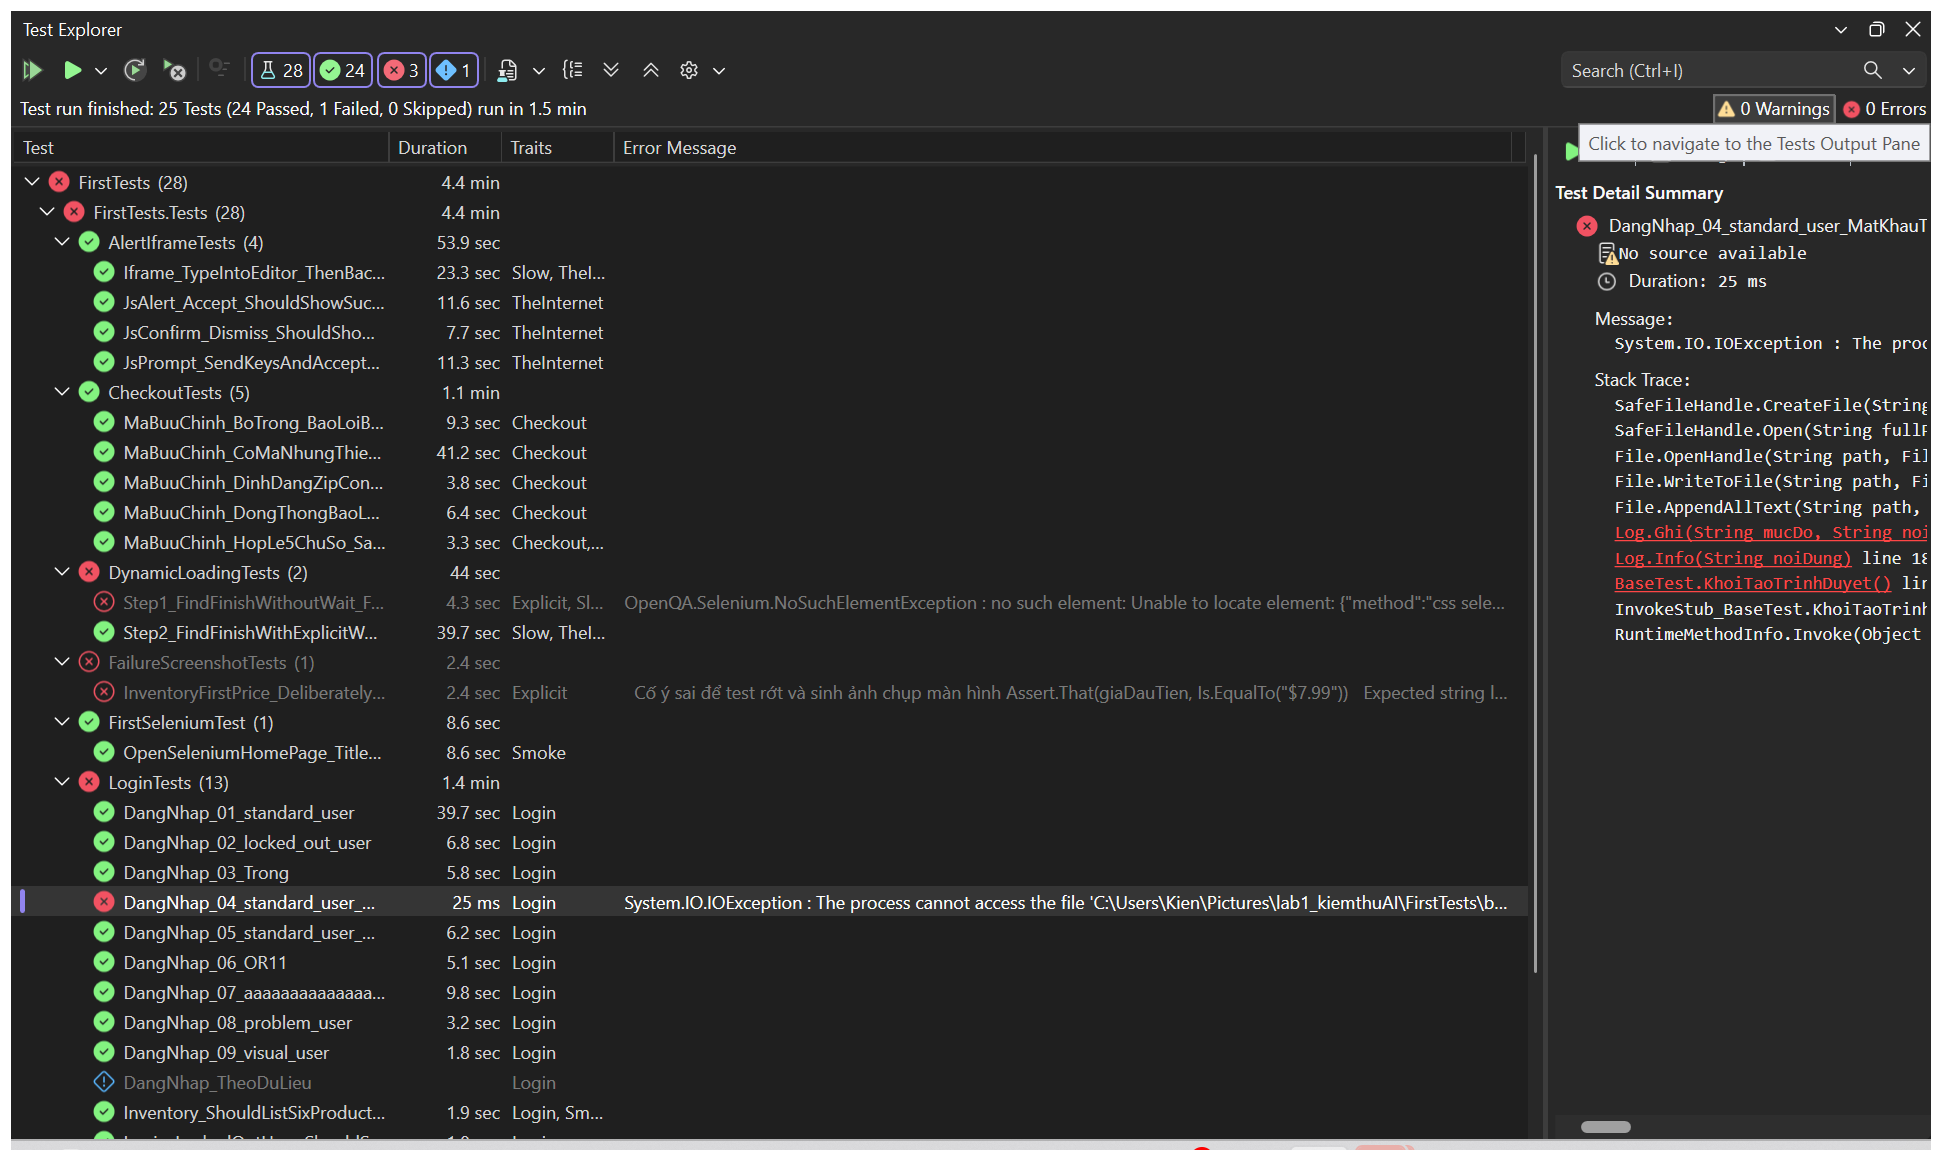 Test Explorer
28 24 3 1
Search (Ctrl+I)
Test run finished: 25 Tests (24 Passed, 1 Failed, 0 Skipped) run in 1.5 min
0 Warnings 0 Errors
Click to navigate to the Tests Output Pane
Test Duration Traits Error Message
FirstTests (28) 4.4 min
FirstTests.Tests (28) 4.4 min
AlertIframeTests (4) 53.9 sec
Iframe_TypeIntoEditor_ThenBac... 23.3 sec Slow, TheI...
JsAlert_Accept_ShouldShowSuc... 11.6 sec TheInternet
JsConfirm_Dismiss_ShouldSho... 7.7 sec TheInternet
JsPrompt_SendKeysAndAccept... 11.3 sec TheInternet
CheckoutTests (5) 1.1 min
MaBuuChinh_BoTrong_BaoLoiB... 9.3 sec Checkout
MaBuuChinh_CoMaNhungThie... 41.2 sec Checkout
MaBuuChinh_DinhDangZipCon... 3.8 sec Checkout
MaBuuChinh_DongThongBaoL... 6.4 sec Checkout
MaBuuChinh_HopLe5ChuSo_Sa... 3.3 sec Checkout,...
DynamicLoadingTests (2) 44 sec
Step1_FindFinishWithoutWait_F... 4.3 sec Explicit, Sl... OpenQA.Selenium.NoSuchElementException : no such element: Unable to locate element: {"method":"css sele...
Step2_FindFinishWithExplicitW... 39.7 sec Slow, TheI...
FailureScreenshotTests (1) 2.4 sec
InventoryFirstPrice_Deliberately... 2.4 sec Explicit Cố ý sai để test rớt và sinh ảnh chụp màn hình Assert.That(giaDauTien, Is.EqualTo("$7.99")) Expected string l...
FirstSeleniumTest (1) 8.6 sec
OpenSeleniumHomePage_Title... 8.6 sec Smoke
LoginTests (13) 1.4 min
DangNhap_01_standard_user 39.7 sec Login
DangNhap_02_locked_out_user 6.8 sec Login
DangNhap_03_Trong 5.8 sec Login
DangNhap_04_standard_user_... 25 ms Login System.IO.IOException : The process cannot access the file 'C:\Users\Kien\Pictures\lab1_kiemthuAI\FirstTests\b...
DangNhap_05_standard_user_... 6.2 sec Login
DangNhap_06_OR11 5.1 sec Login
DangNhap_07_aaaaaaaaaaaaaa... 9.8 sec Login
DangNhap_08_problem_user 3.2 sec Login
DangNhap_09_visual_user 1.8 sec Login
DangNhap_TheoDuLieu Login
Inventory_ShouldListSixProduct... 1.9 sec Login, Sm...
Test Detail Summary
DangNhap_04_standard_user_MatKhauT
No source available
Duration: 25 ms
Message:
System.IO.IOException : The proc
Stack Trace:
SafeFileHandle.CreateFile(String
SafeFileHandle.Open(String fullP
File.OpenHandle(String path, Fil
File.WriteToFile(String path, Fi
File.AppendAllText(String path,
Log.Ghi(String mucDo, String noi
Log.Info(String noiDung) line 18
BaseTest.KhoiTaoTrinhDuyet() lin
InvokeStub_BaseTest.KhoiTaoTrinh
RuntimeMethodInfo.Invoke(Object